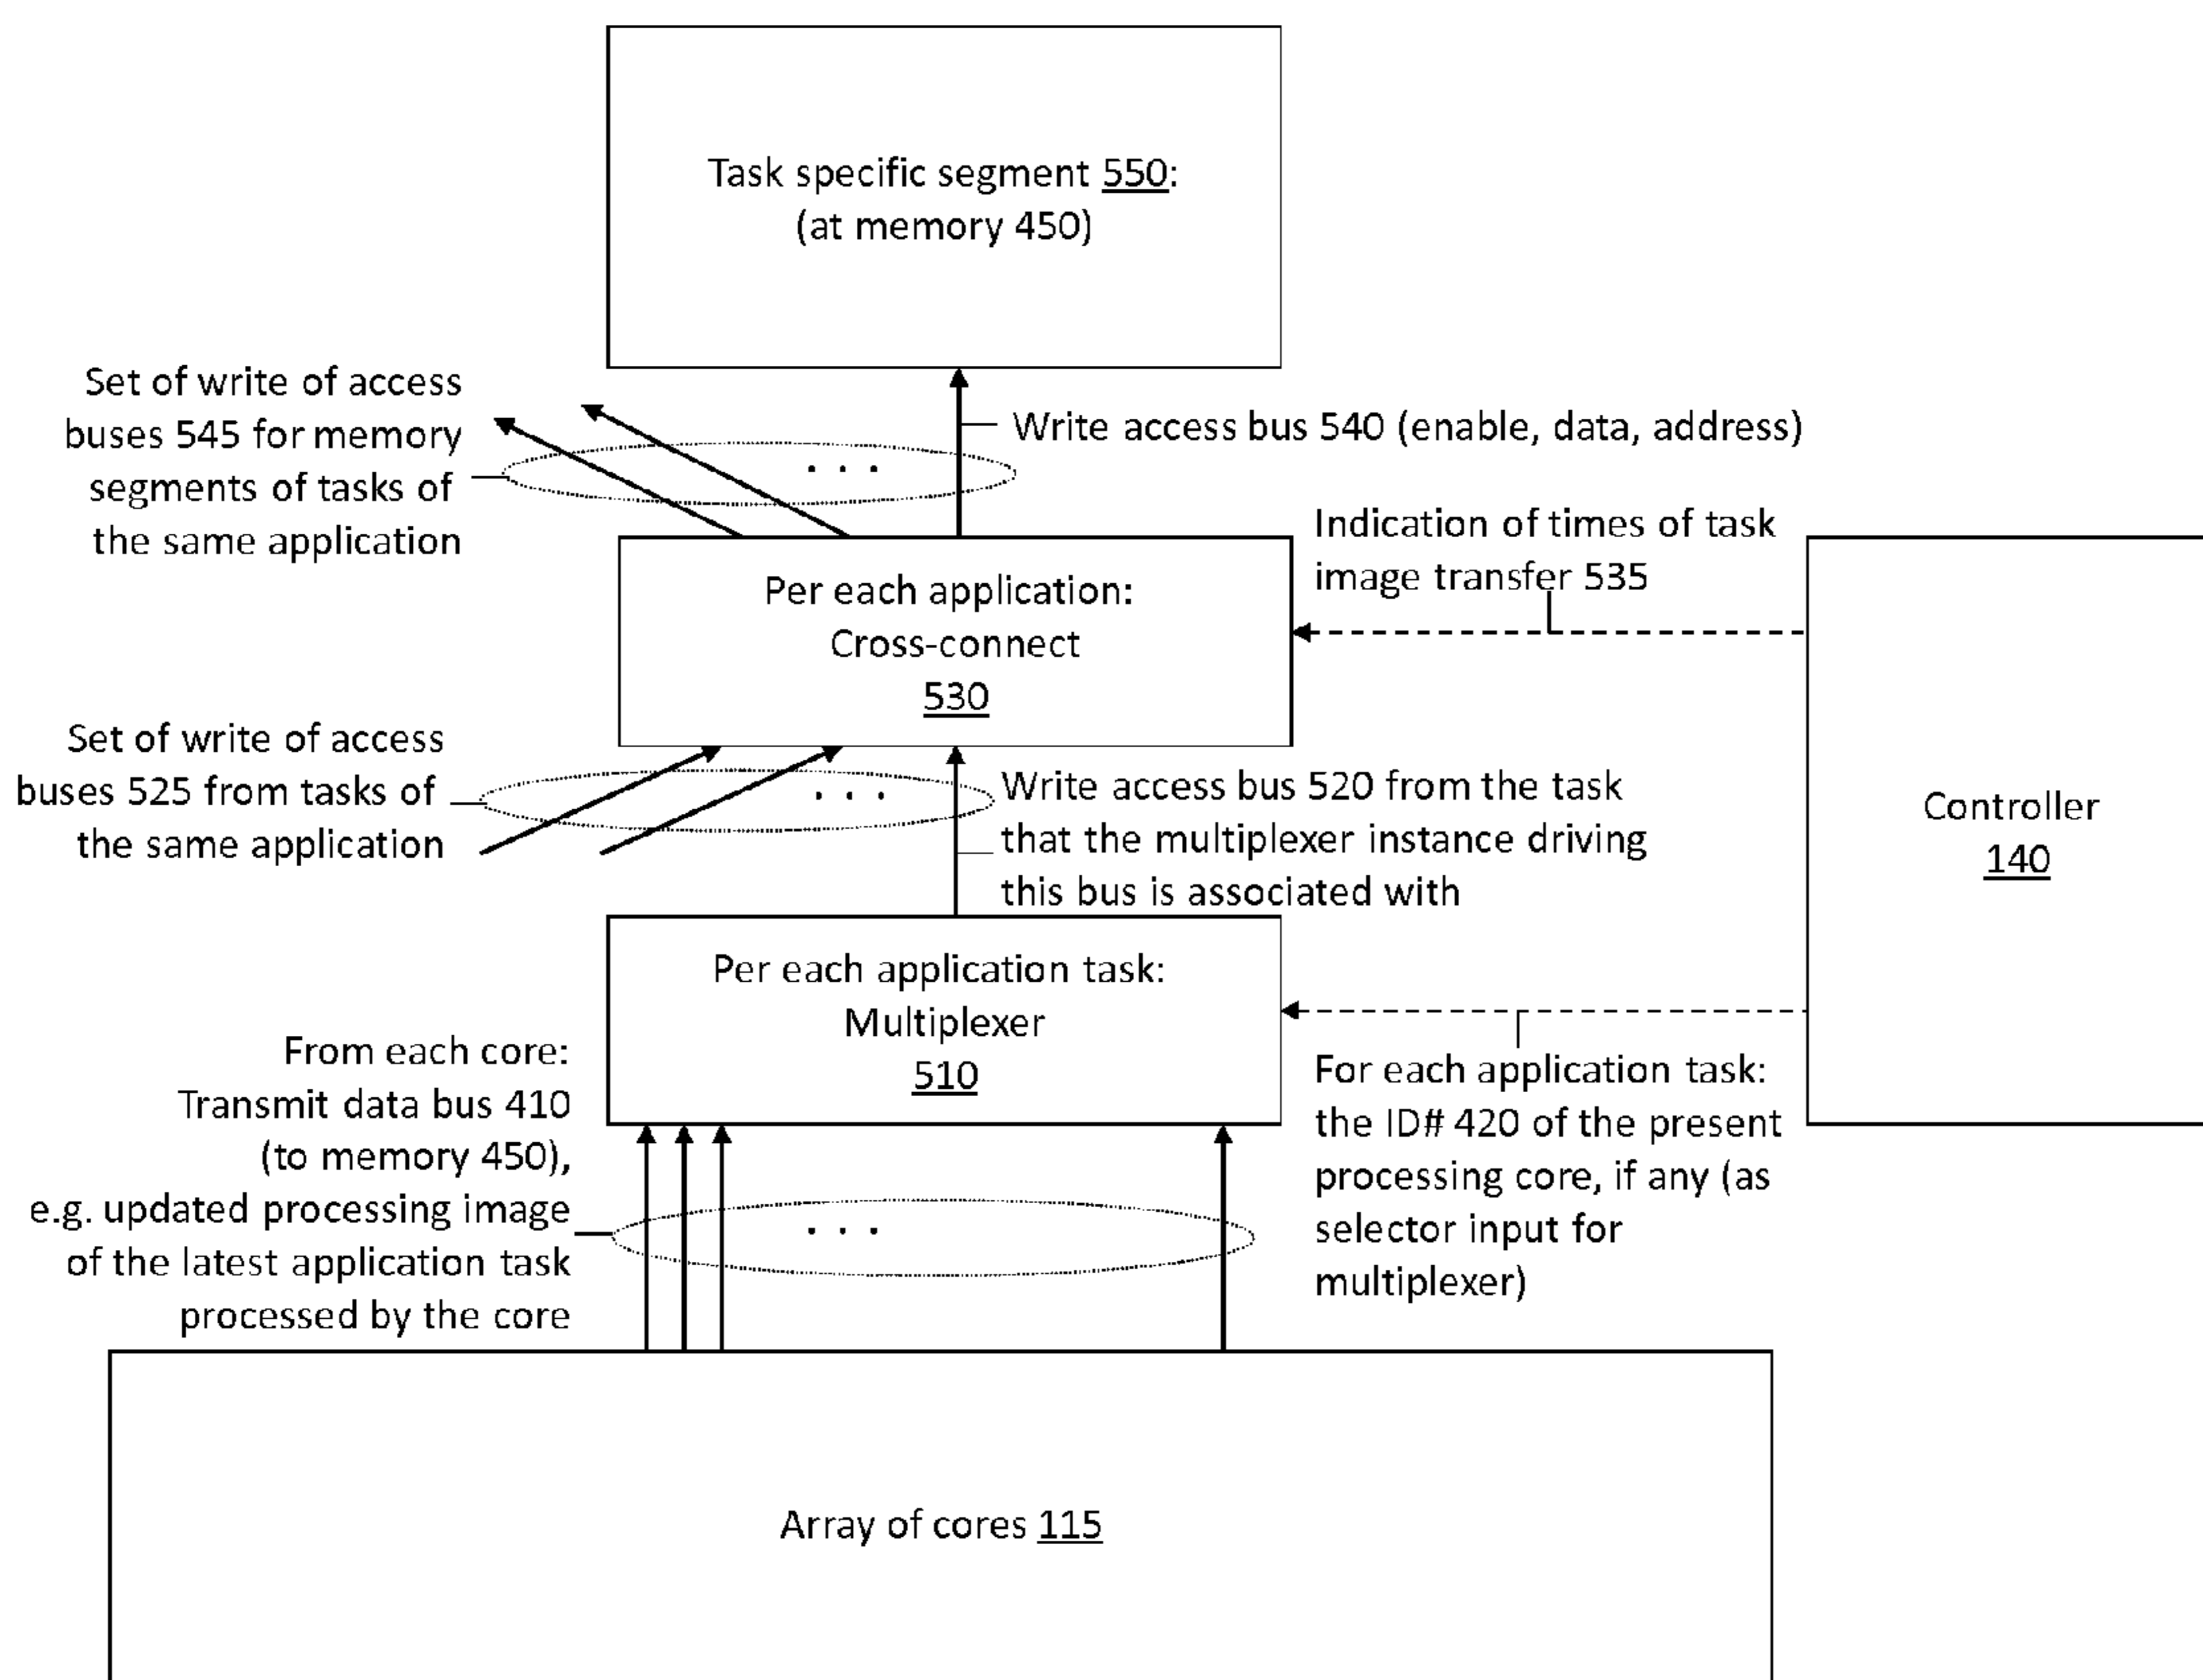 Task specific segment 550:
(at memory 450)
Set of write of access
buses 545 for memory
segments of tasks of
the same application
. . .
Write access bus 540 (enable, data, address)
Indication of times of task
image transfer 535
Per each application:
Cross-connect
530
Set of write of access
buses 525 from tasks of
the same application
. . .
Write access bus 520 from the task
that the multiplexer instance driving
this bus is associated with
Controller
140
Per each application task:
Multiplexer
510
From each core:
Transmit data bus 410
(to memory 450),
e.g. updated processing image
of the latest application task
processed by the core
. . .
For each application task:
the ID# 420 of the present
processing core, if any (as
selector input for
multiplexer)
Array of cores 115